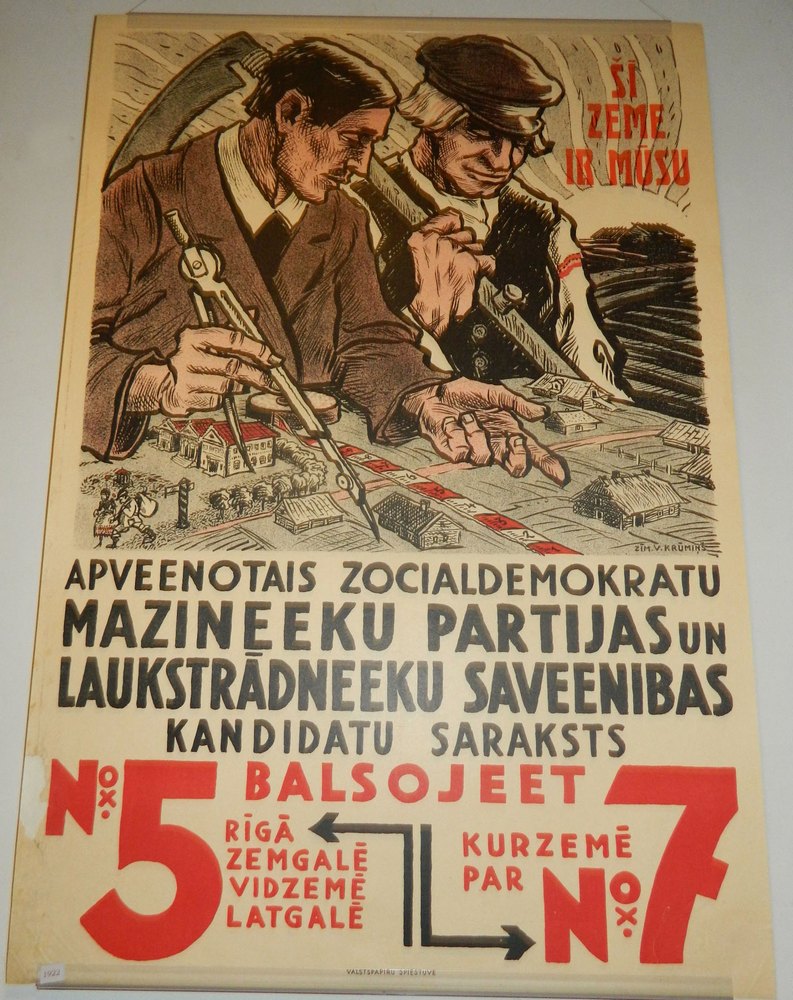 ŠĪ
ZEME
IR MŪSU
ZĪM. V. KRŪMIŅŠ
APVEENOTAIS ZOCIALDEMOKRATU
MAZINEEKU PARTIJAS UN
LAUKSTRĀDNEEKU SAVEENIBAS
KANDIDATU SARAKSTS
BALSOJEET
No. 5
RĪGĀ
ZEMGALĒ
VIDZEMĒ
LATGALĒ
KURZEMĒ
PAR
No. 7
1922
VALSTSPAPIRU SPIESTUVE